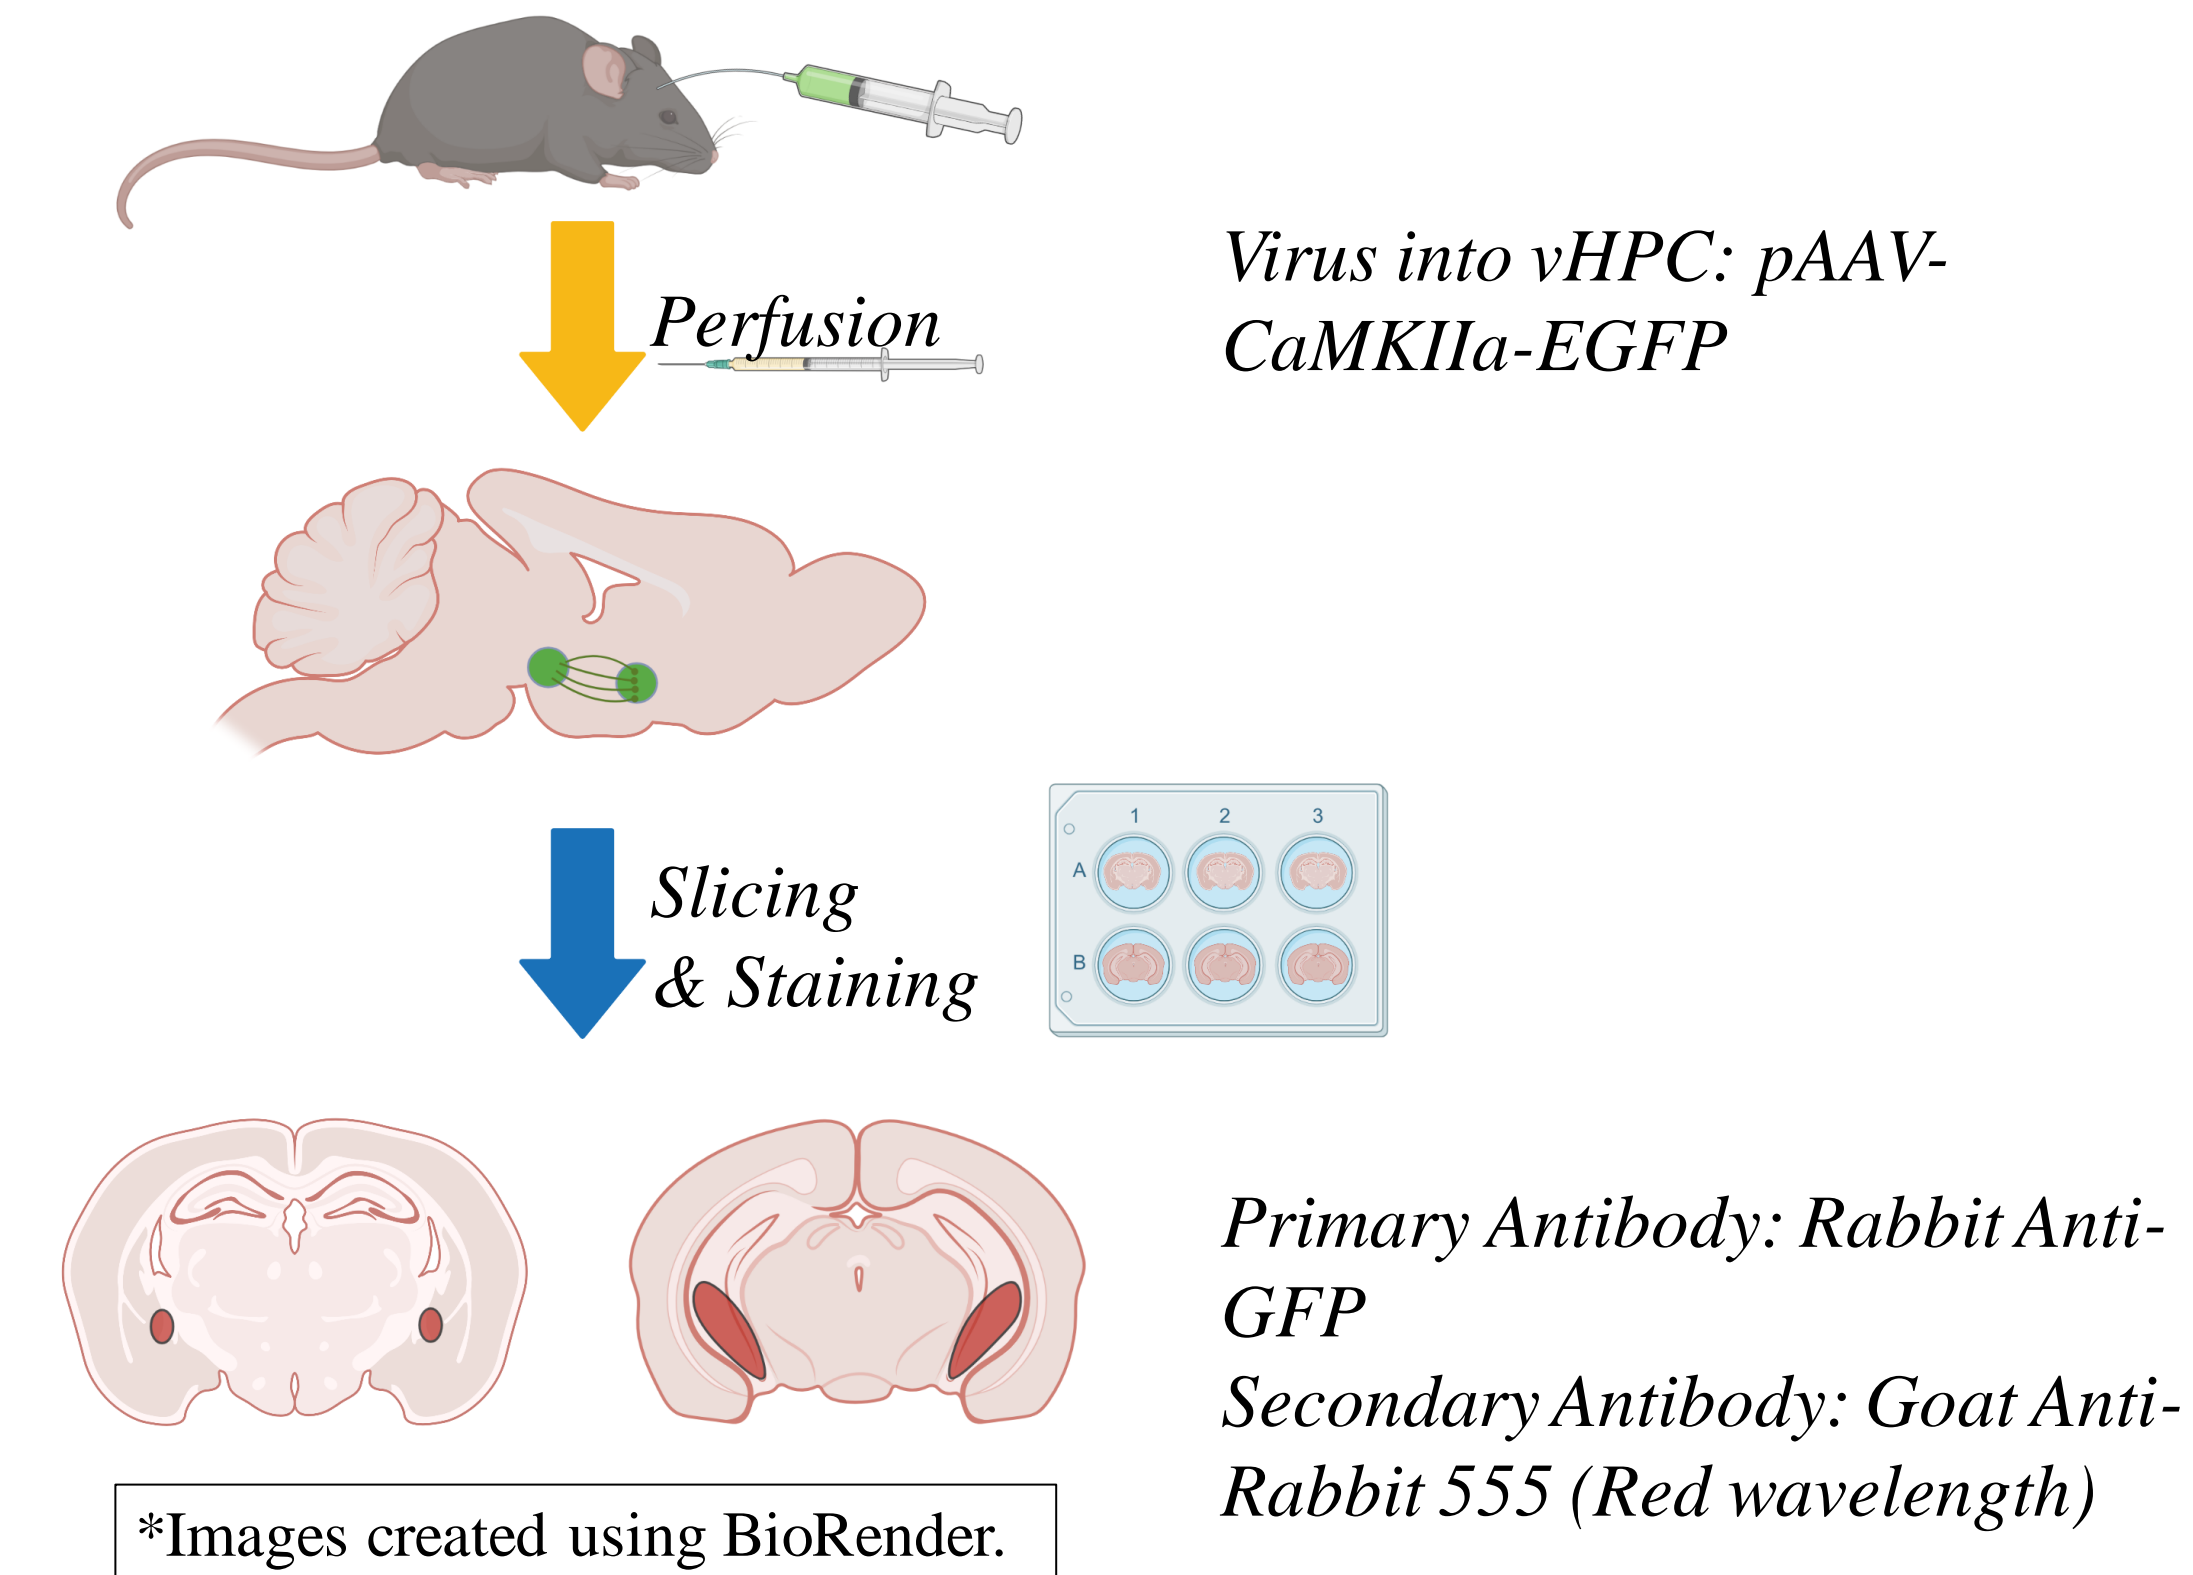 Virus into vHPC: pAAV-
CaMKIIa-EGFP
Perfusion
Slicing
& Staining
1 2 3
A
B
Primary Antibody: Rabbit Anti-
GFP
Secondary Antibody: Goat Anti-
Rabbit 555 (Red wavelength)
*Images created using BioRender.